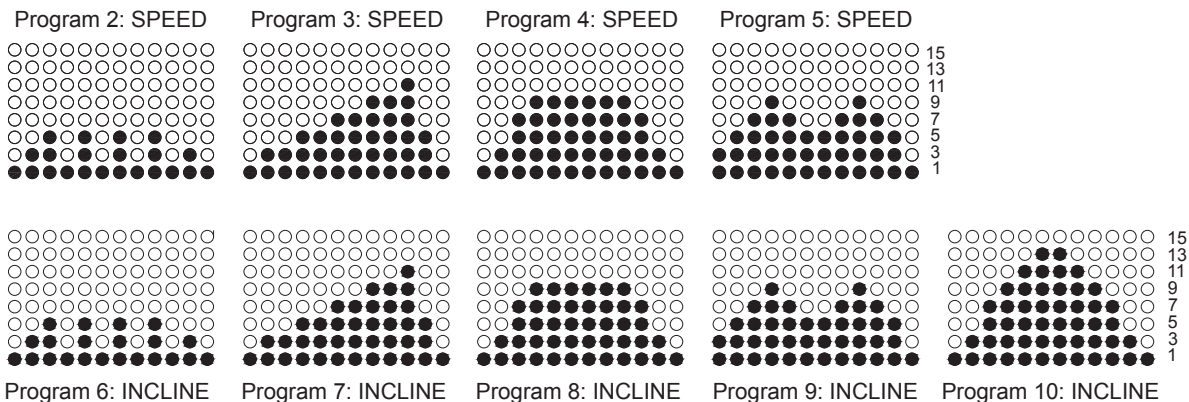 Program 2: SPEED
Program 3: SPEED
Program 4: SPEED
Program 5: SPEED
15
13
11
9
7
5
3
1
15
13
11
9
7
5
3
1
Program 6: INCLINE
Program 7: INCLINE
Program 8: INCLINE
Program 9: INCLINE
Program 10: INCLINE